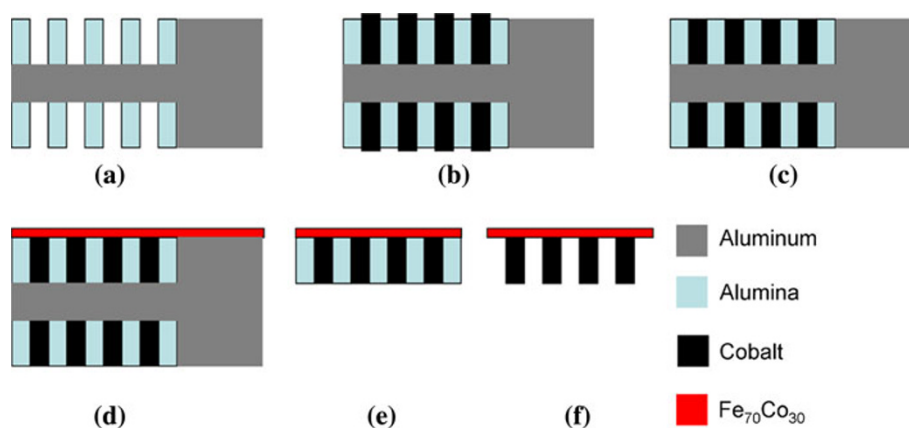 (a)
(b)
(c)
(d)
(e)
(f)
Aluminum
Alumina
Cobalt
Fe₇₀Co₃₀